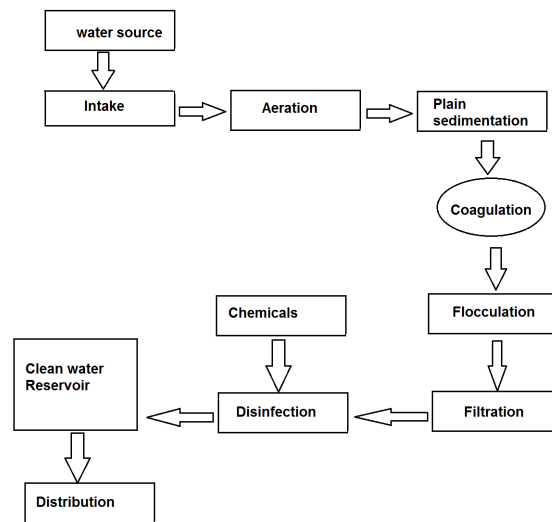 water source
Intake
Aeration
Plain
sedimentation
Coagulation
Flocculation
Filtration
Chemicals
Disinfection
Clean water
Reservoir
Distribution